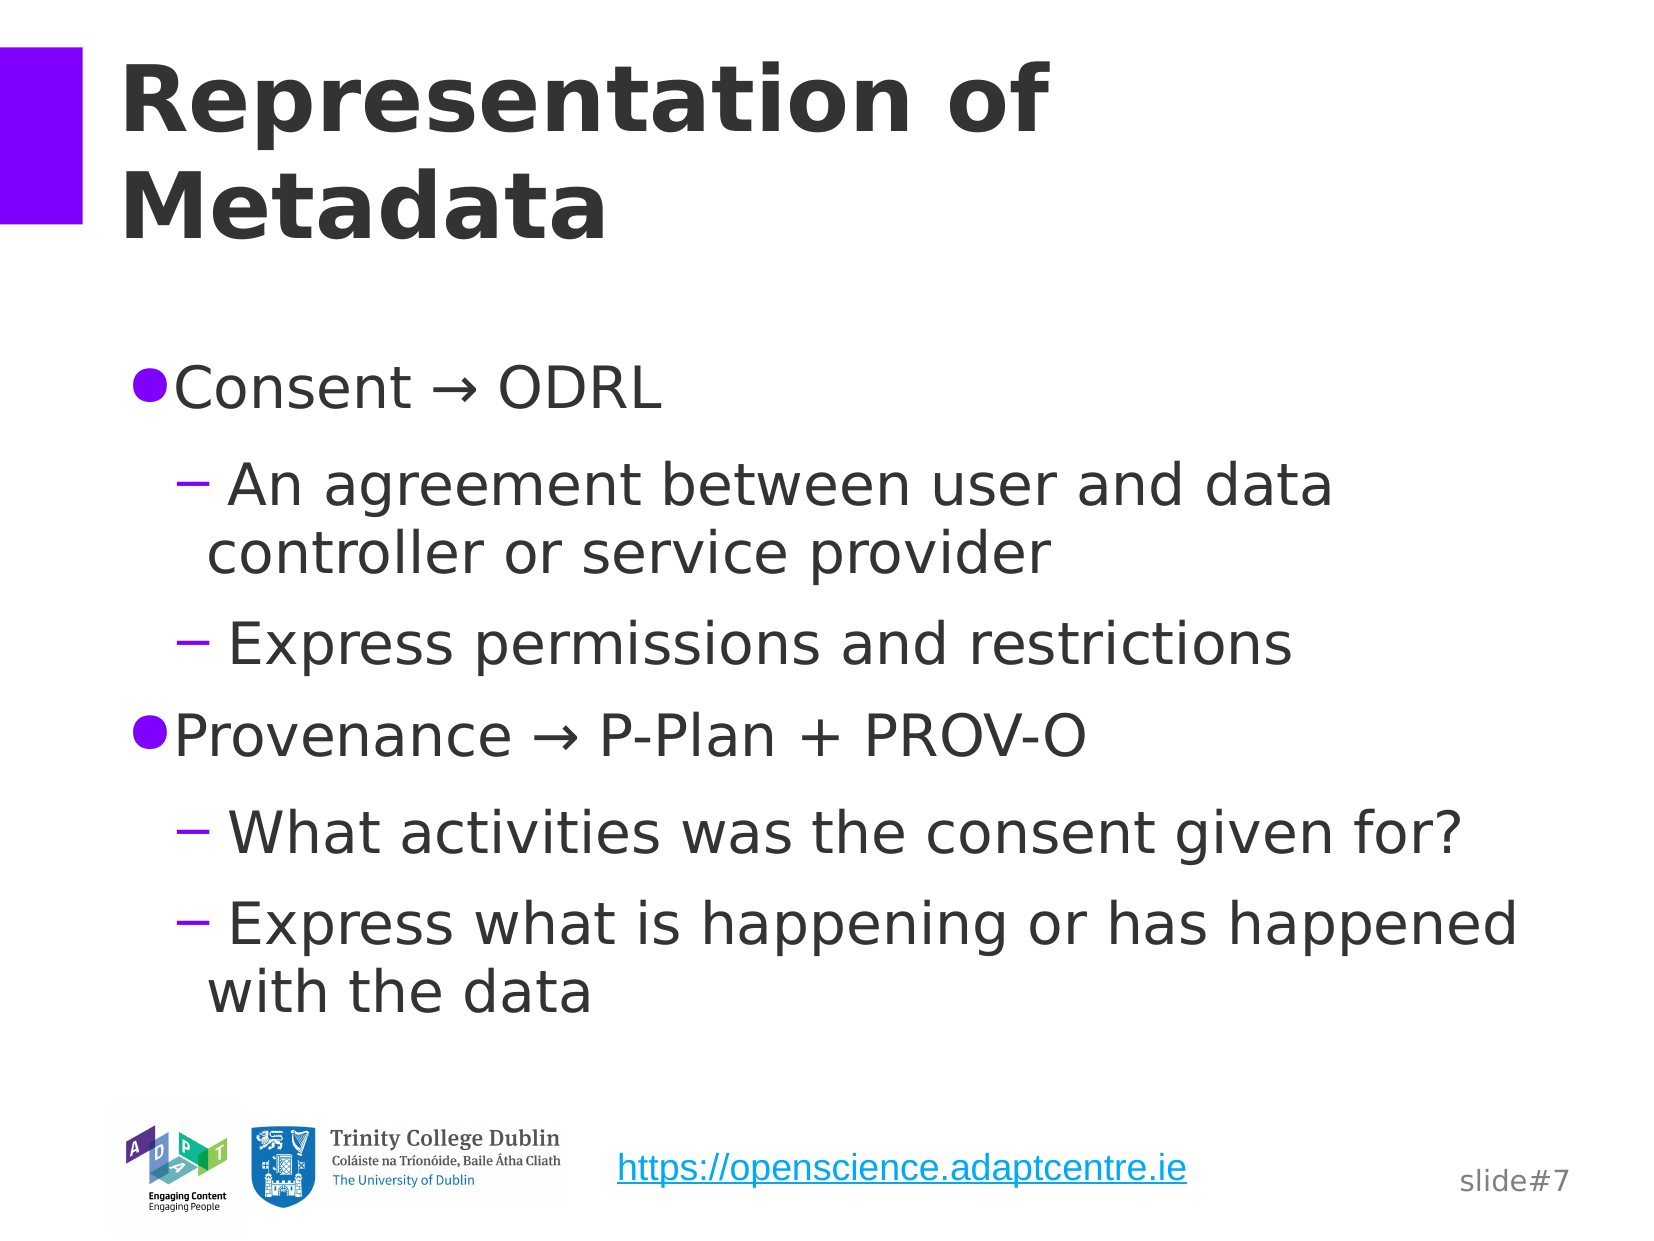 Representation of
Metadata
●Consent → ODRL
– An agreement between user and data
controller or service provider
– Express permissions and restrictions
●Provenance → P-Plan + PROV-O
– What activities was the consent given for?
– Express what is happening or has happened
with the data
ADAPT
Engaging Content
Engaging People
Trinity College Dublin
Coláiste na Tríonóide, Baile Átha Cliath
The University of Dublin
https://openscience.adaptcentre.ie
slide#7